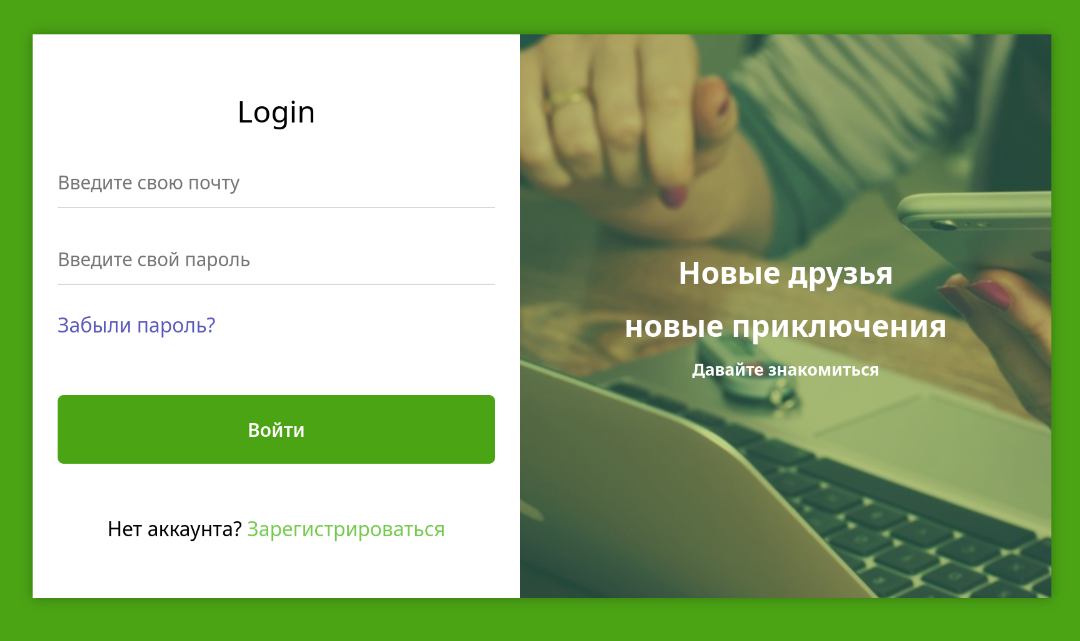 Login
Введите свою почту
Введите свой пароль
Забыли пароль?
Войти
Нет аккаунта? Зарегистрироваться
Новые друзья
новые приключения
Давайте знакомиться